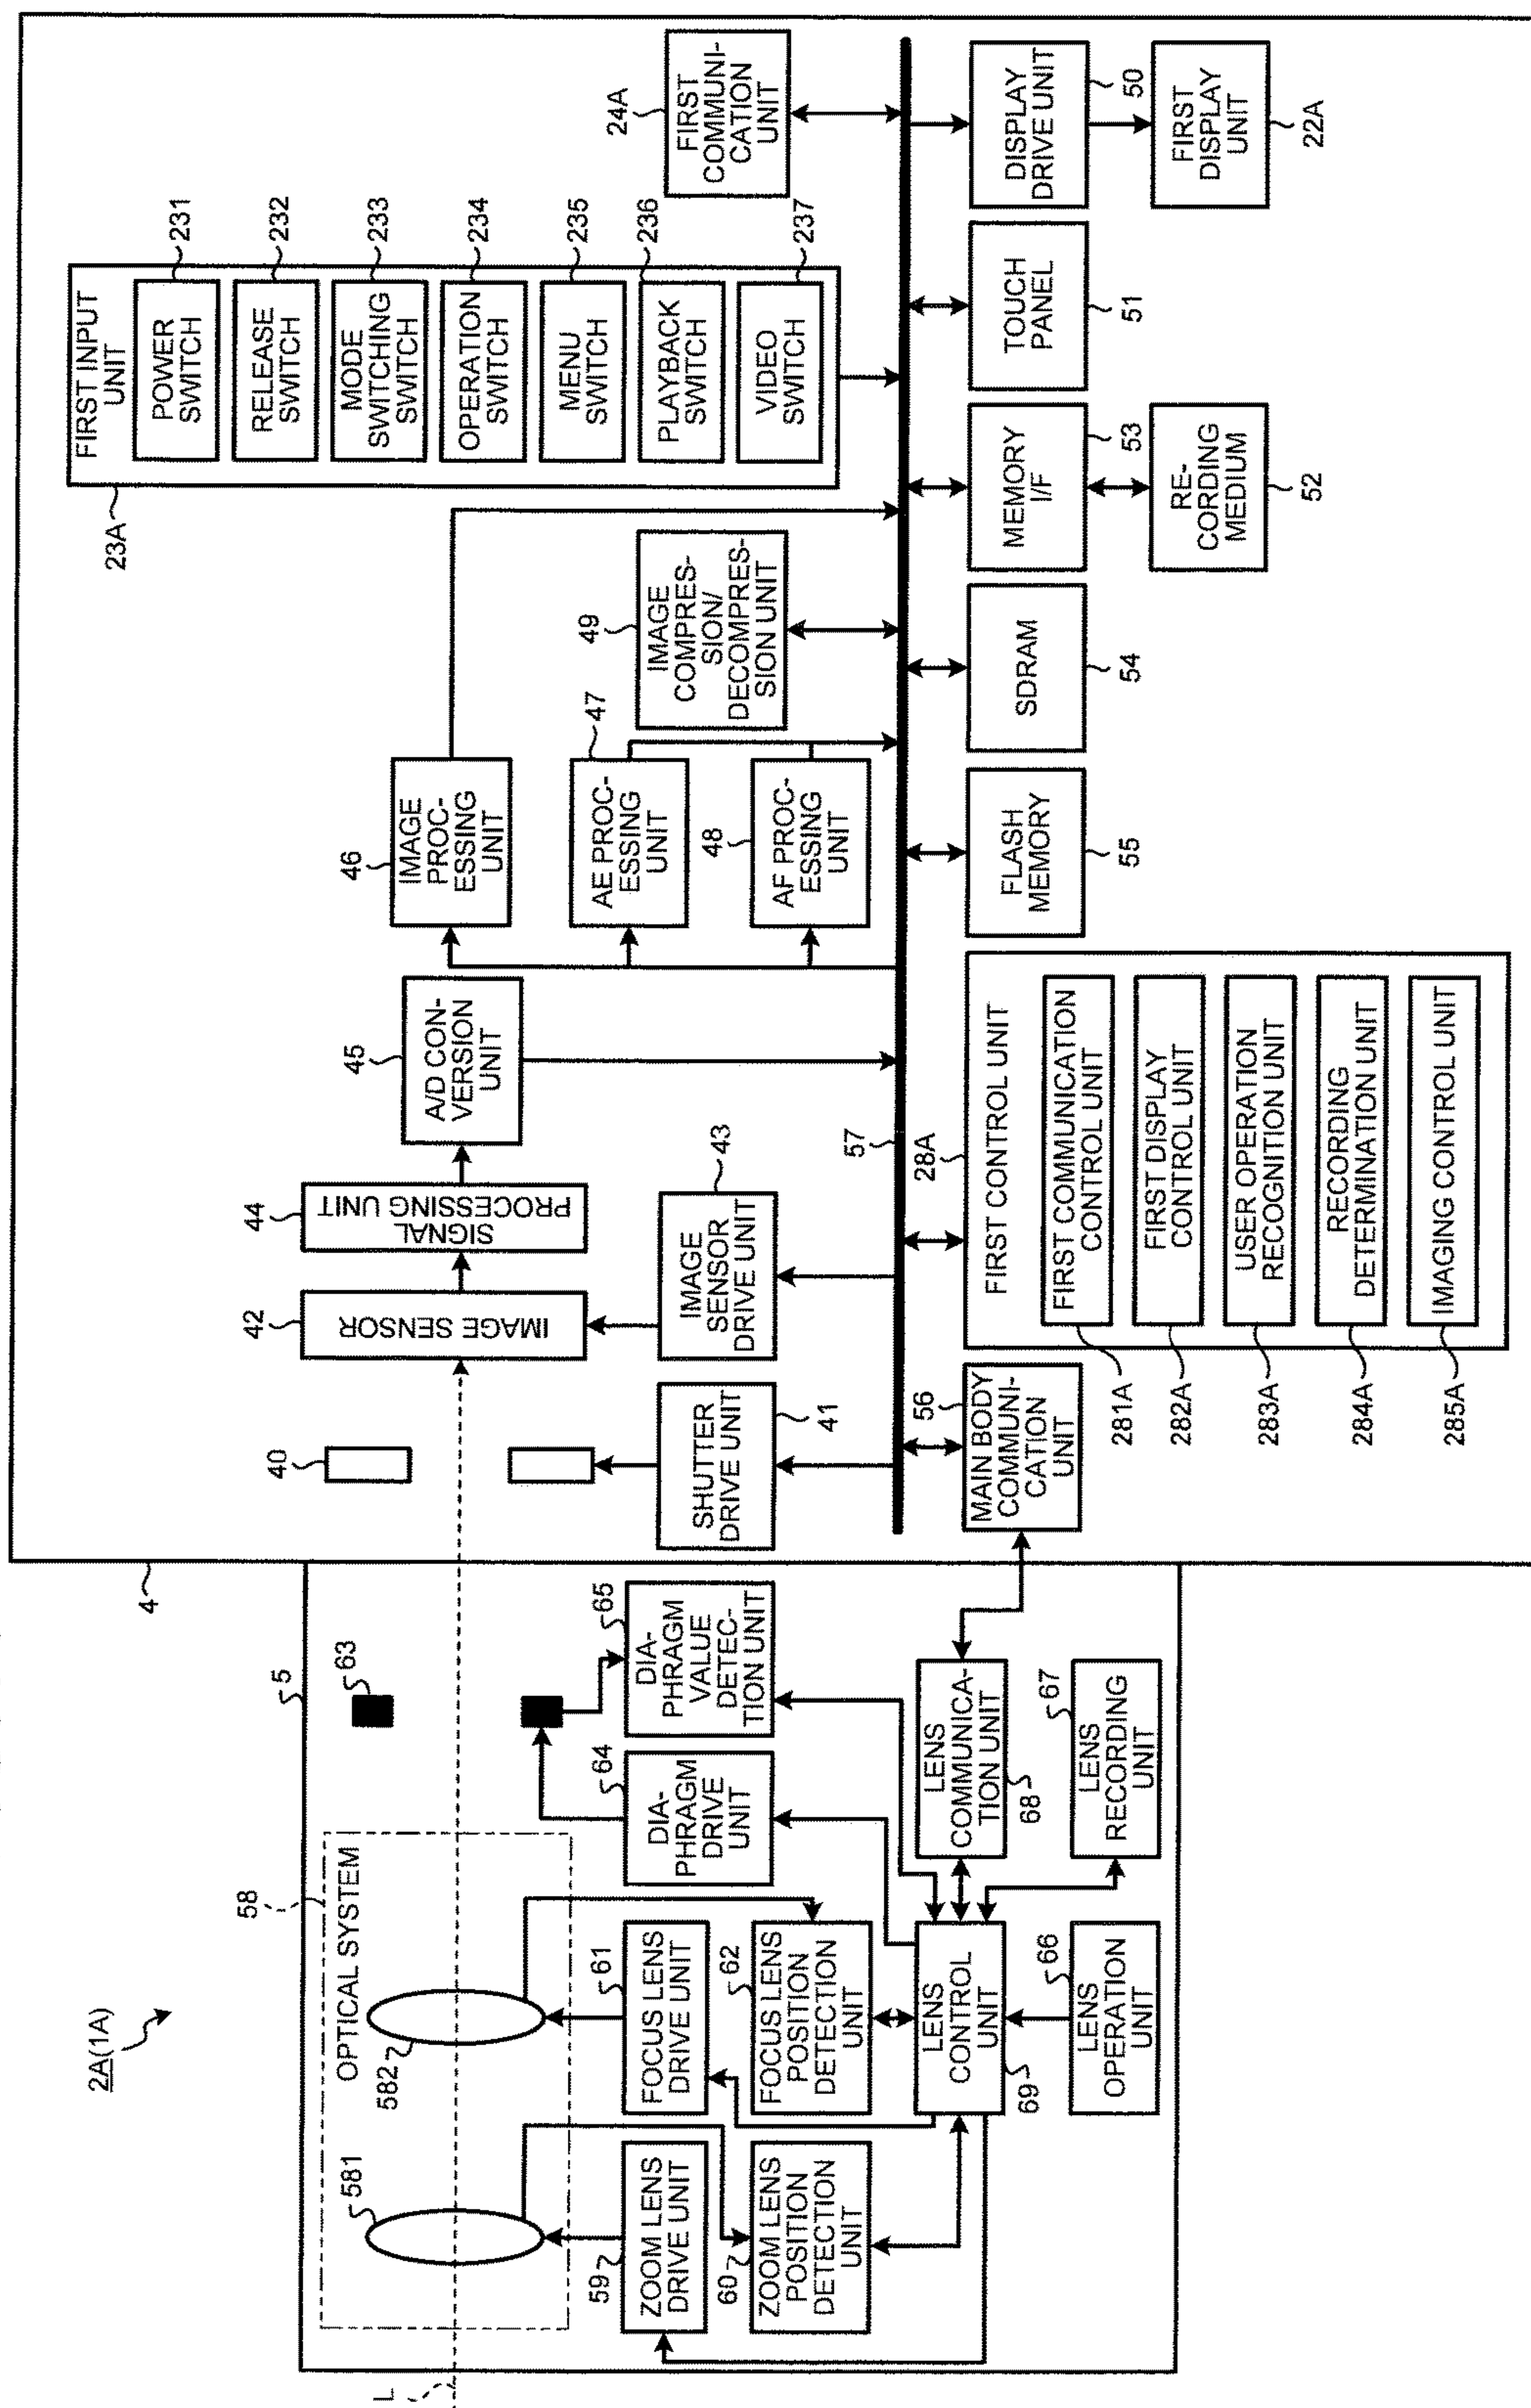 2A(1A)
L
5
58
OPTICAL SYSTEM
581
582
63
59
ZOOM LENS
DRIVE UNIT
60
ZOOM LENS
POSITION
DETECTION
UNIT
61
FOCUS LENS
DRIVE UNIT
62
FOCUS LENS
POSITION
DETECTION
UNIT
64
DIA-
PHRAGM
DRIVE
UNIT
65
DIA-
PHRAGM
VALUE
DETEC-
TION UNIT
69
LENS
CONTROL
UNIT
68
LENS
COMMUNICA-
TION UNIT
66
LENS
OPERATION
UNIT
67
LENS
RECORDING
UNIT
4
40
41
SHUTTER
DRIVE UNIT
42
IMAGE SENSOR
43
IMAGE
SENSOR
DRIVE UNIT
44
SIGNAL
PROCESSING UNIT
45
A/D CON-
VERSION
UNIT
46
IMAGE
PROC-
ESSING
UNIT
47
AE PROC-
ESSING
UNIT
48
AF PROC-
ESSING
UNIT
49
IMAGE
COMPRES-
SION/
DECOMPRES-
SION UNIT
23A
FIRST INPUT
UNIT
POWER
SWITCH
231
RELEASE
SWITCH
232
MODE
SWITCHING
SWITCH
233
OPERATION
SWITCH
234
MENU
SWITCH
235
PLAYBACK
SWITCH
236
VIDEO
SWITCH
237
24A
FIRST
COMMUNI-
CATION
UNIT
57
56
MAIN BODY
COMMUNI-
CATION
UNIT
28A
FIRST CONTROL UNIT
FIRST COMMUNICATION
CONTROL UNIT
281A
FIRST DISPLAY
CONTROL UNIT
282A
USER OPERATION
RECOGNITION UNIT
283A
RECORDING
DETERMINATION UNIT
284A
IMAGING CONTROL UNIT
285A
FLASH
MEMORY
55
SDRAM
54
MEMORY
I/F
53
RE-
CORDING
MEDIUM
52
TOUCH
PANEL
51
DISPLAY
DRIVE UNIT
50
FIRST
DISPLAY
UNIT
22A